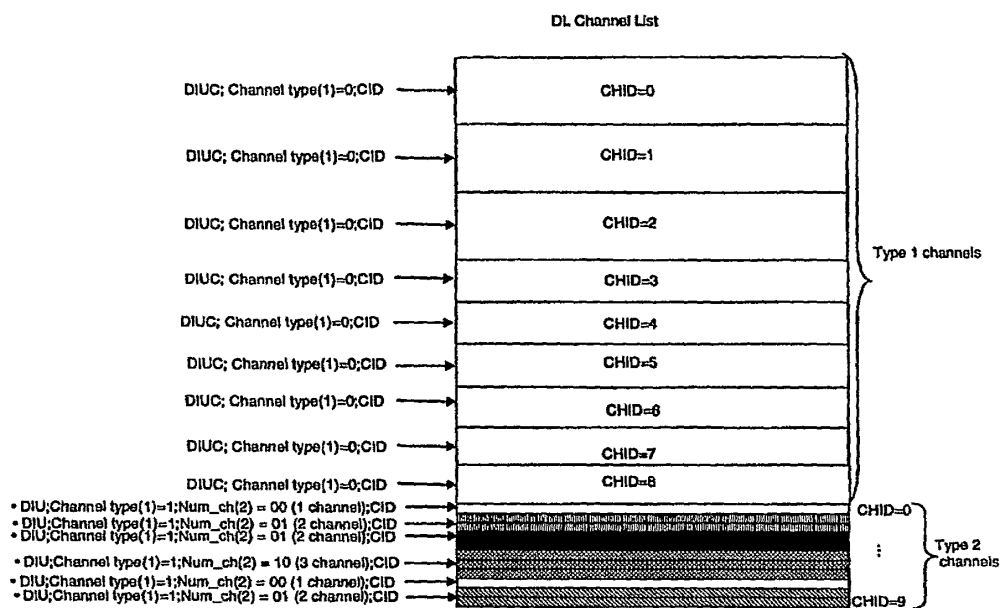 DL Channel List
DIUC; Channel type(1)=0;CID
CHID=0
DIUC; Channel type(1)=0;CID
CHID=1
DIUC; Channel type(1)=0;CID
CHID=2
Type 1 channels
DIUC; Channel type(1)=0;CID
CHID=3
DIUC; Channel type(1)=0;CID
CHID=4
DIUC; Channel type(1)=0;CID
CHID=5
DIUC; Channel type(1)=0;CID
CHID=6
DIUC; Channel type(1)=0;CID
CHID=7
DIUC; Channel type(1)=0;CID
CHID=8
• DIU;Channel type(1)=1;Num_ch(2) = 00 (1 channel);CID
CHID=0
• DIU;Channel type(1)=1;Num_ch(2) = 01 (2 channel);CID
• DIU;Channel type(1)=1;Num_ch(2) = 01 (2 channel);CID
⋮
Type 2
channels
• DIU;Channel type(1)=1;Num_ch(2) = 10 (3 channel);CID
• DIU;Channel type(1)=1;Num_ch(2) = 00 (1 channel);CID
• DIU;Channel type(1)=1;Num_ch(2) = 01 (2 channel);CID
CHID=9